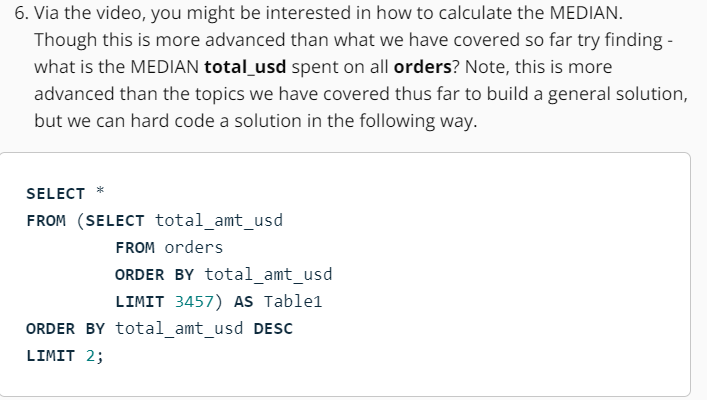 6. Via the video, you might be interested in how to calculate the MEDIAN.
Though this is more advanced than what we have covered so far try finding -
what is the MEDIAN total_usd spent on all orders? Note, this is more
advanced than the topics we have covered thus far to build a general solution,
but we can hard code a solution in the following way.
SELECT *
FROM (SELECT total_amt_usd
FROM orders
ORDER BY total_amt_usd
LIMIT 3457) AS Table1
ORDER BY total_amt_usd DESC
LIMIT 2;